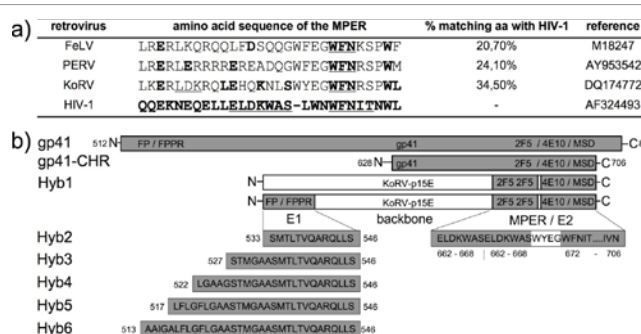 a) retrovirus amino acid sequence of the MPER % matching aa with HIV-1 reference
FeLV LRERLKQRQQLFDSQQGWFEGWFNKSPWF 20,70% M18247
PERV LRERLERRRREREADQGWFEGWFNRSPWM 24,10% AY953542
KoRV LRERLDKRQLEHQKNLSWYEGWFNRSPWL 34,50% DQ174772
HIV-1 QQEKNEQELLELDKWAS-LWNWFNITNWL - AF324493
b)
gp41 512 N- FP / FPPR gp41 2F5 / 4E10 / MSD -C
gp41-CHR 628 N- gp41 2F5 / 4E10 / MSD -C 706
Hyb1 N- KoRV-p15E 2F5 2F5 4E10 / MSD -C
N- FP / FPPR KoRV-p15E 2F5 2F5 4E10 / MSD -C
E1 backbone MPER / E2
Hyb2 533 SMTLTVQARQLLS 546 ELDKWASELDKWASWYEGWFNIT....IVN
662 - 668 662 - 668 672 - 706
Hyb3 527 STMGAASMTLTVQARQLLS 546
Hyb4 522 LGAAGSTMGAASMTLTVQARQLLS 546
Hyb5 517 LFLGFLGAAGSTMGAASMTLTVQARQLLS 546
Hyb6 513 AAIGALFLGFLGAAGSTMGAASMTLTVQARQLLS 546